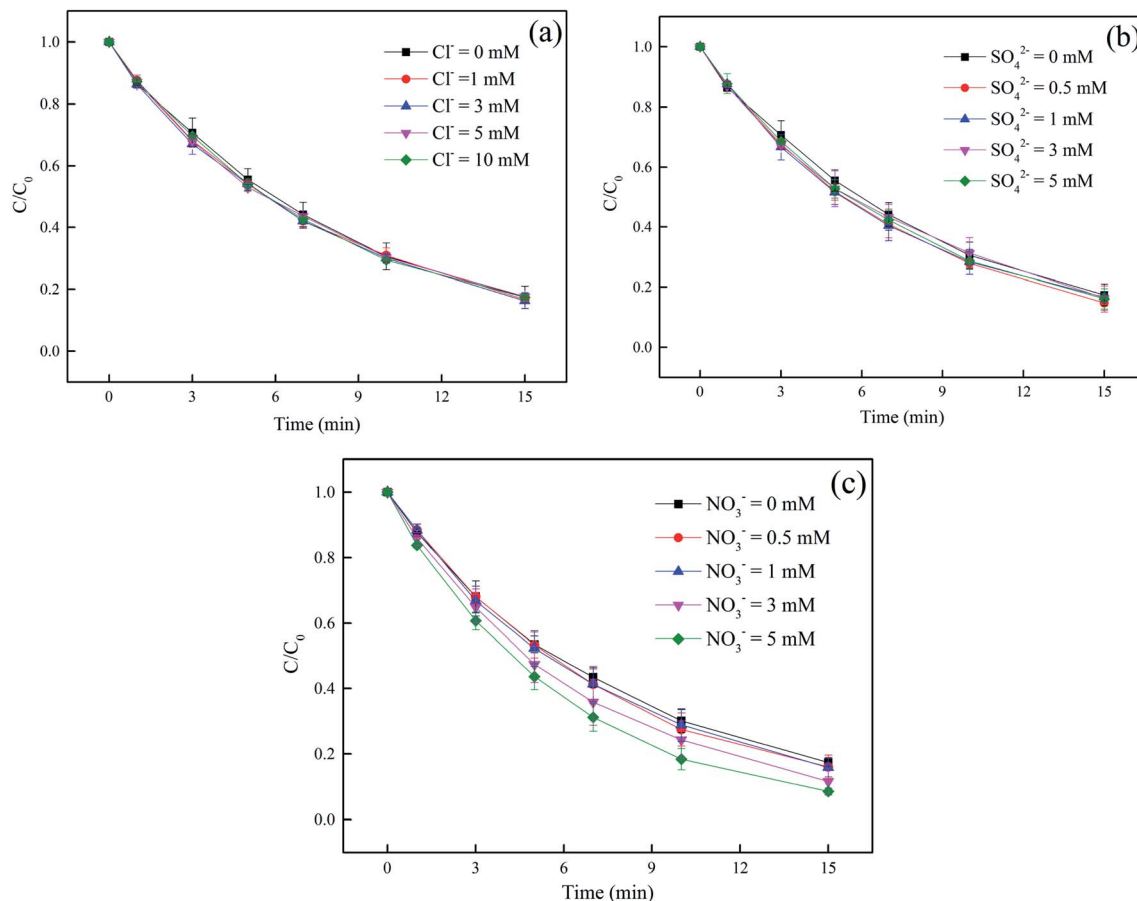 (a)
Cl⁻ = 0 mM
Cl⁻ =1 mM
Cl⁻ = 3 mM
Cl⁻ = 5 mM
Cl⁻ = 10 mM
1.0
0.8
0.6
0.4
0.2
0.0
C/C₀
0 3 6 9 12 15
Time (min)
(b)
SO₄²⁻ = 0 mM
SO₄²⁻ = 0.5 mM
SO₄²⁻ = 1 mM
SO₄²⁻ = 3 mM
SO₄²⁻ = 5 mM
1.0
0.8
0.6
0.4
0.2
0.0
C/C₀
0 3 6 9 12 15
Time (min)
(c)
NO₃⁻ = 0 mM
NO₃⁻ = 0.5 mM
NO₃⁻ = 1 mM
NO₃⁻ = 3 mM
NO₃⁻ = 5 mM
1.0
0.8
0.6
0.4
0.2
0.0
C/C₀
0 3 6 9 12 15
Time (min)